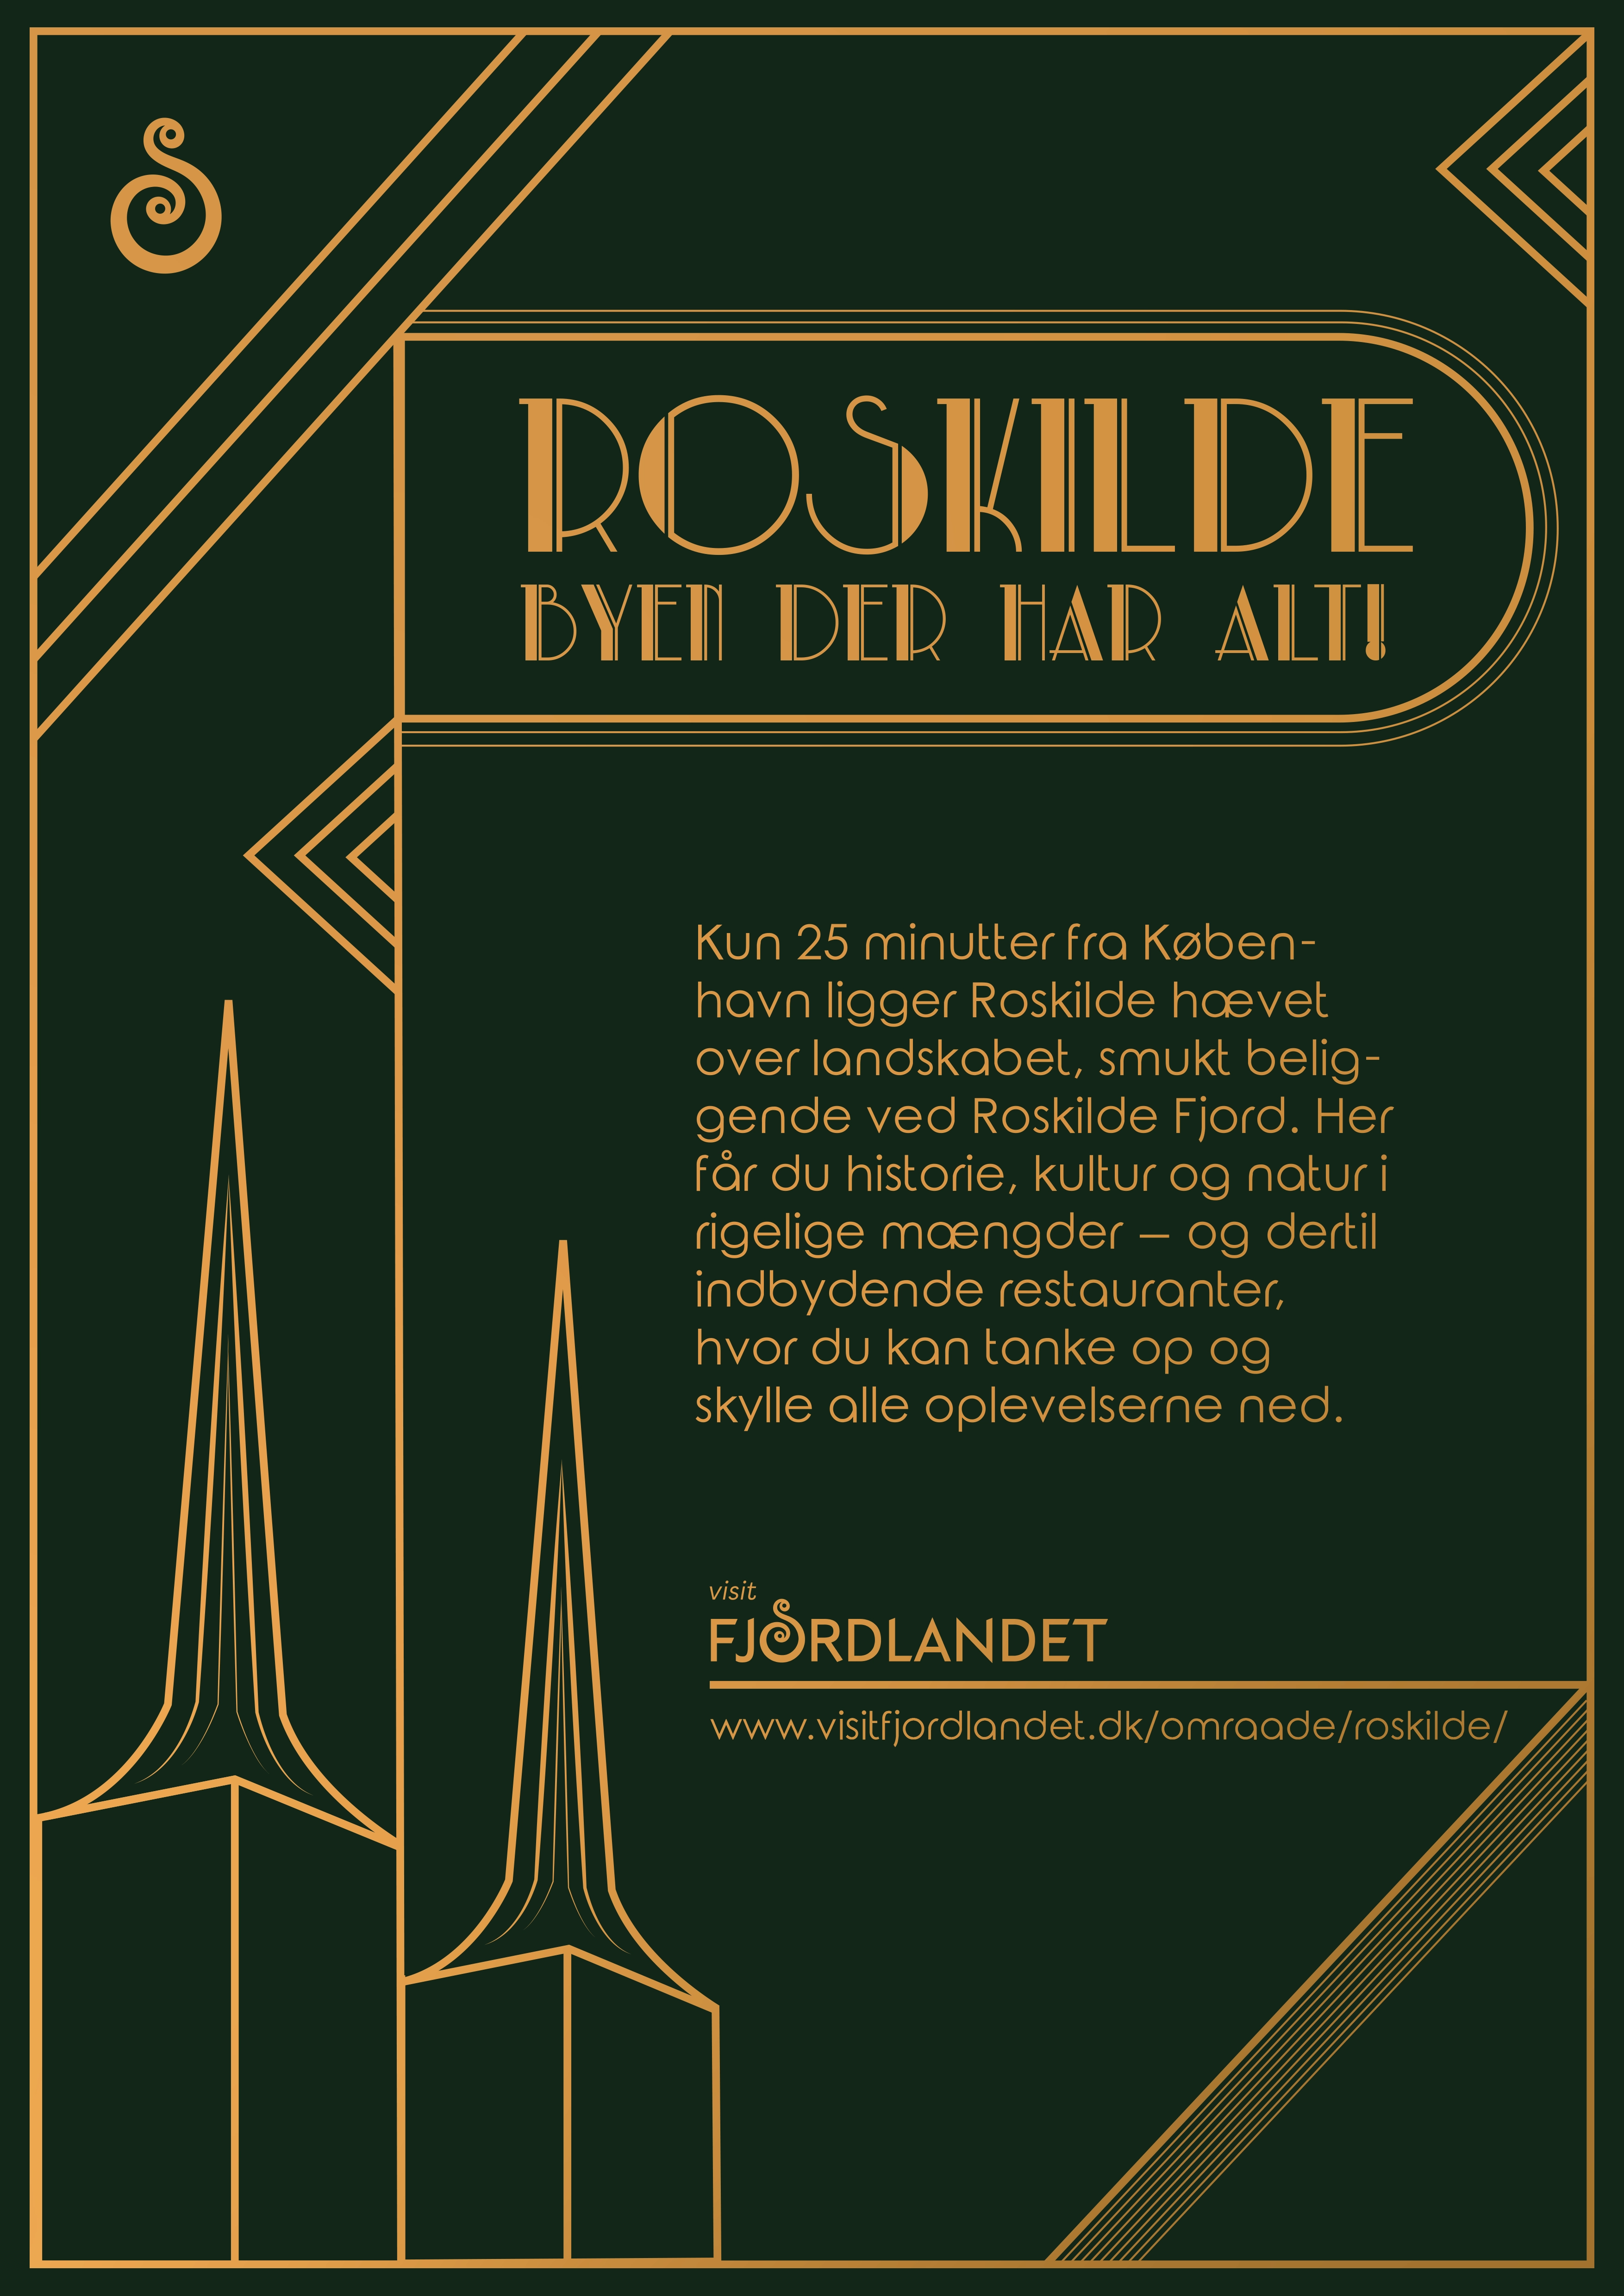 ROSKILDE
BYEN DER HAR ALT!
Kun 25 minutter fra Køben-
havn ligger Roskilde hævet
over landskabet, smukt belig-
gende ved Roskilde Fjord. Her
får du historie, kultur og natur i
rigelige mængder – og dertil
indbydende restauranter,
hvor du kan tanke op og
skylle alle oplevelserne ned.
visit
FJORDLANDET
www.visitfjordlandet.dk/omraade/roskilde/